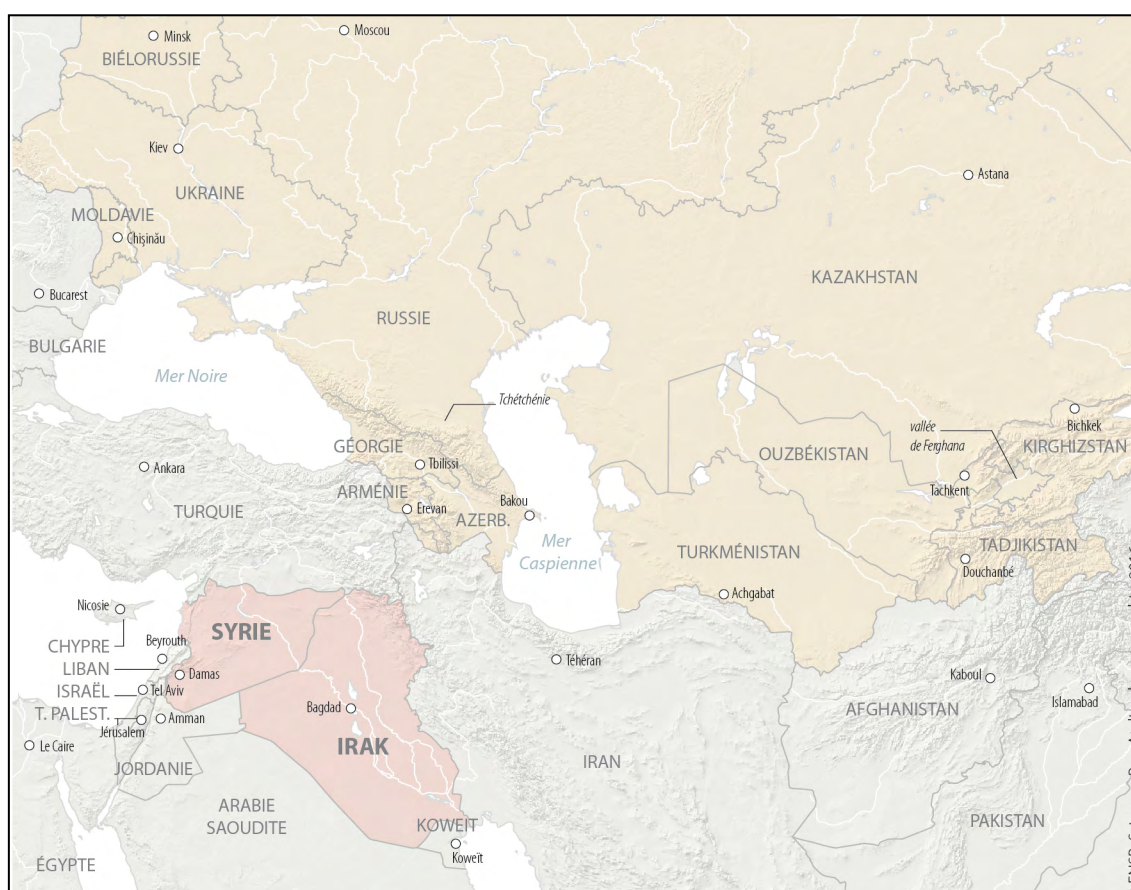 Minsk
Moscou
BIÉLORUSSIE
Kiev
Astana
UKRAINE
MOLDAVIE
Chişinău
KAZAKHSTAN
Bucarest
RUSSIE
BULGARIE
Mer Noire
Tchétchénie
Bichkek
vallée
de Ferghana
KIRGHIZSTAN
GÉORGIE
OUZBÉKISTAN
Tbilissi
Ankara
Tachkent
ARMÉNIE
Bakou
Erevan
TURQUIE
AZERB.
Mer
Caspienne
TURKMÉNISTAN
TADJIKISTAN
Douchanbé
Achgabat
Nicosie
SYRIE
CHYPRE
Beyrouth
Téhéran
LIBAN
Damas
Kaboul
ISRAËL
Tel Aviv
Islamabad
T. PALEST.
Bagdad
AFGHANISTAN
Amman
Jérusalem
Le Caire
IRAK
IRAN
JORDANIE
ARABIE
SAOUDITE
PAKISTAN
KOWEÏT
Koweït
ÉGYPTE